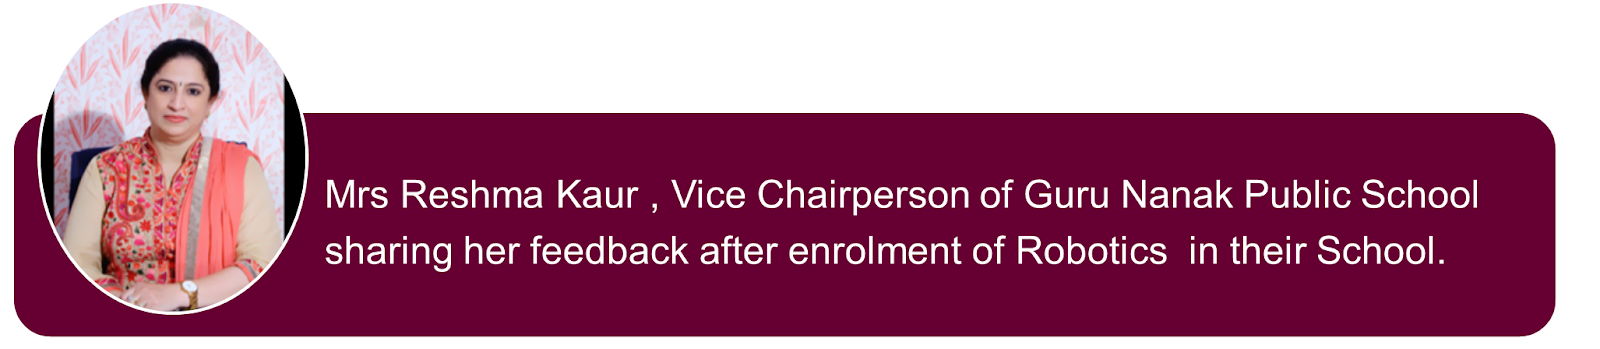 Mrs Reshma Kaur , Vice Chairperson of Guru Nanak Public School
sharing her feedback after enrolment of Robotics  in their School.